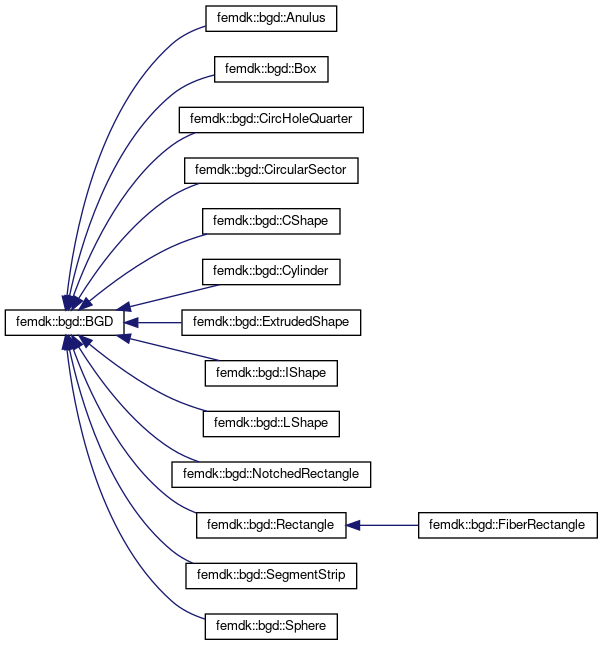 femdk::bgd::Anulus
femdk::bgd::Box
femdk::bgd::CircHoleQuarter
femdk::bgd::CircularSector
femdk::bgd::CShape
femdk::bgd::Cylinder
femdk::bgd::BGD
femdk::bgd::ExtrudedShape
femdk::bgd::IShape
femdk::bgd::LShape
femdk::bgd::NotchedRectangle
femdk::bgd::Rectangle
femdk::bgd::FiberRectangle
femdk::bgd::SegmentStrip
femdk::bgd::Sphere